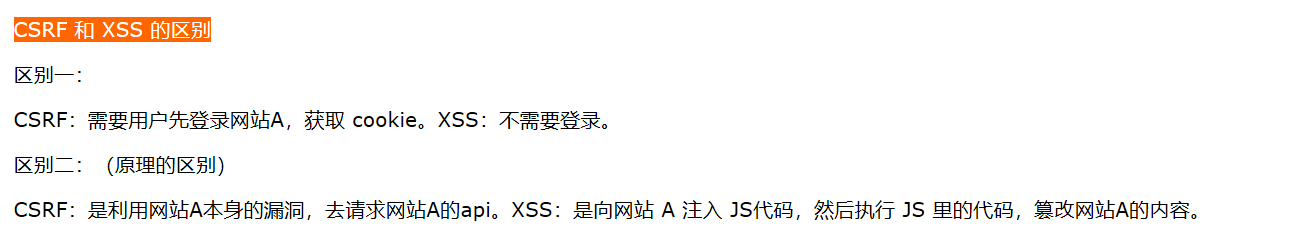 CSRF 和 XSS 的区别
区别一：
CSRF：需要用户先登录网站A，获取 cookie。XSS：不需要登录。
区别二：（原理的区别）
CSRF：是利用网站A本身的漏洞，去请求网站A的api。XSS：是向网站 A 注入 JS代码，然后执行 JS 里的代码，篡改网站A的内容。